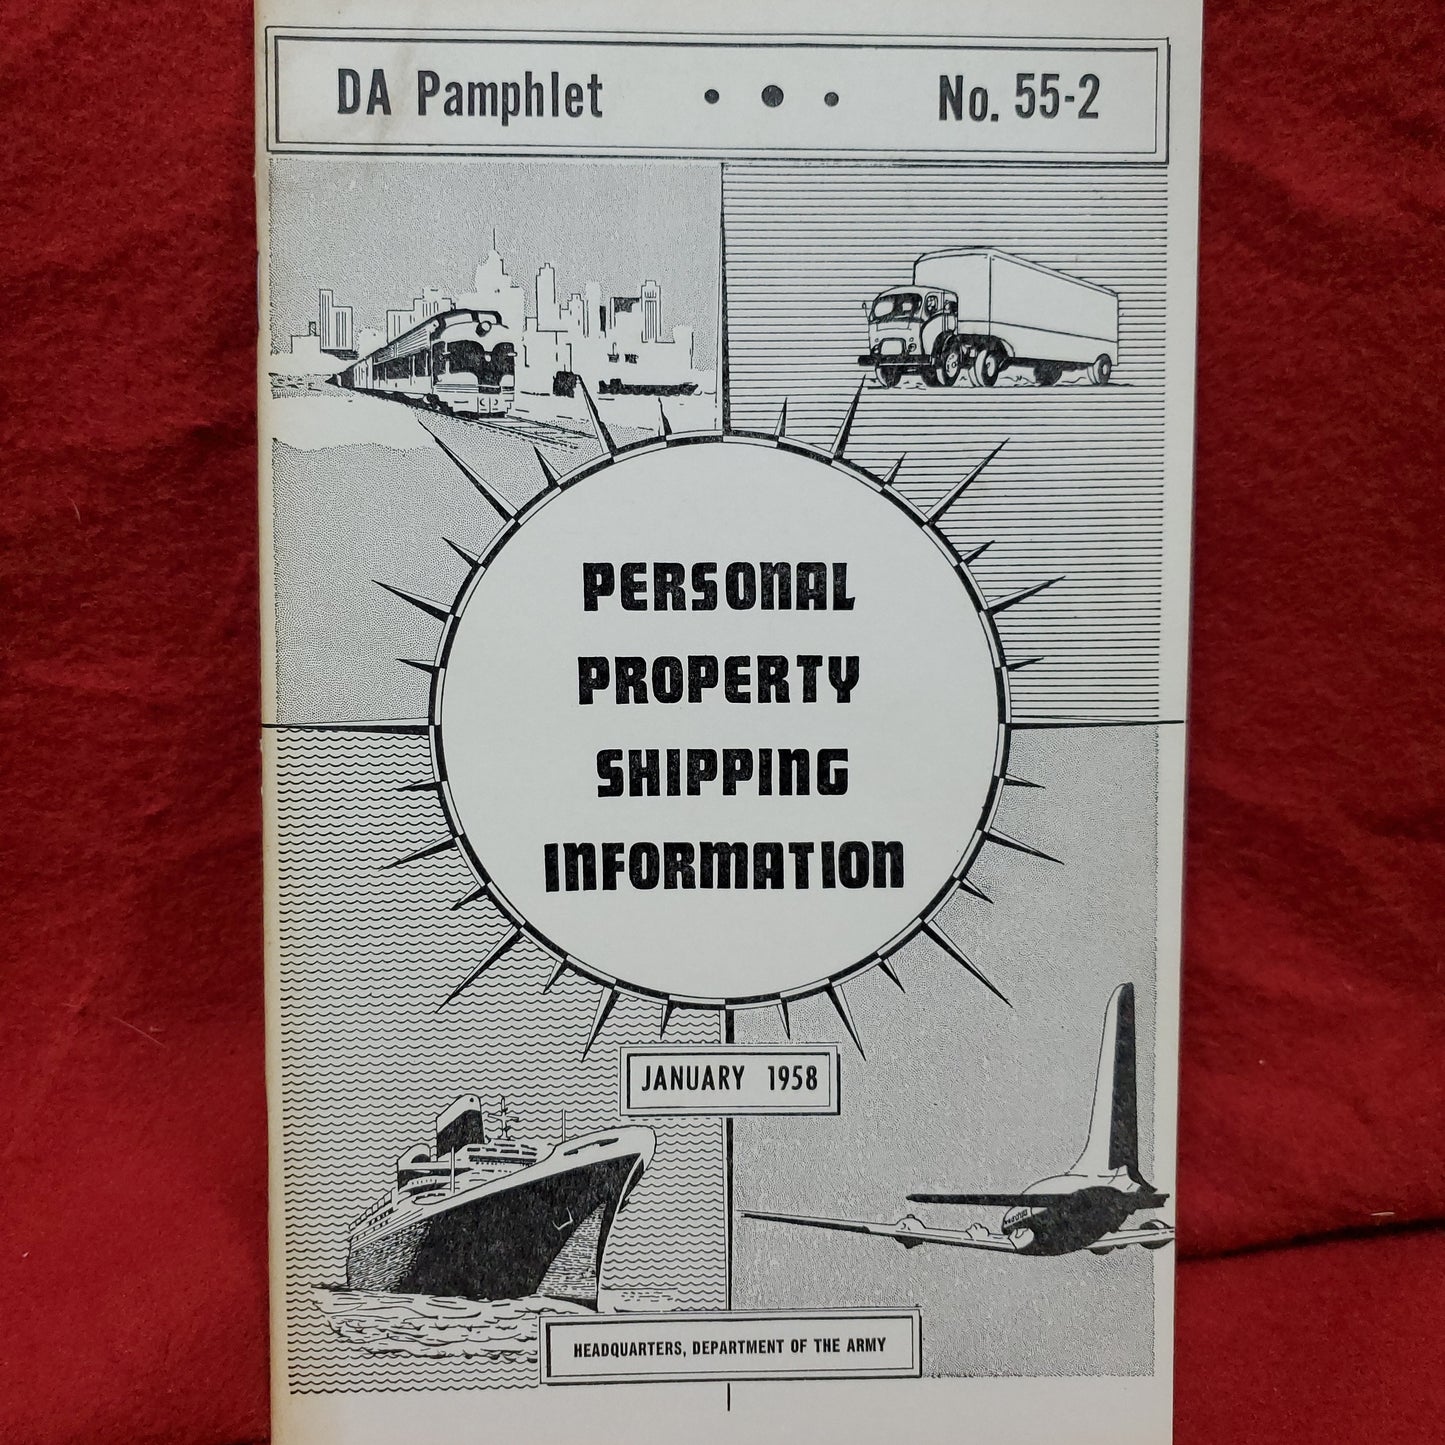 DA Pamphlet • • • No. 55-2
PERSONAL
PROPERTY
SHIPPING
INFORMATION
JANUARY 1958
HEADQUARTERS, DEPARTMENT OF THE ARMY